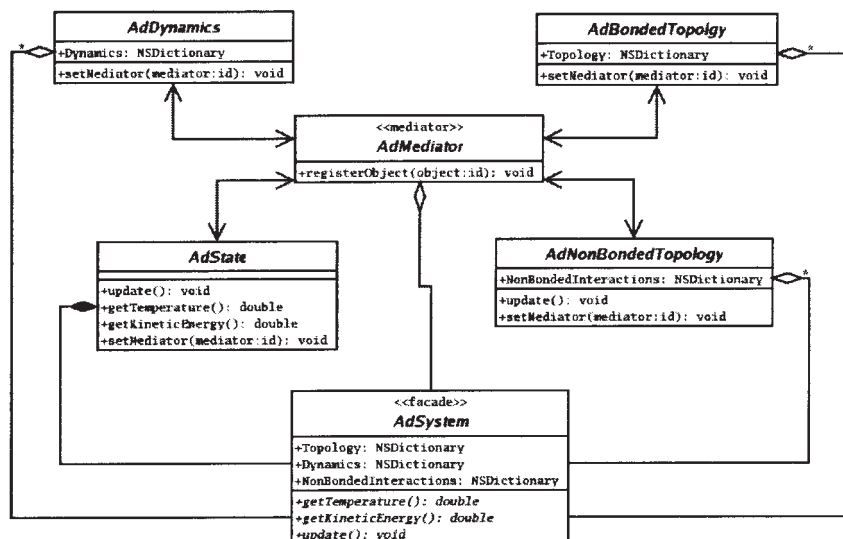 AdDynamics
+Dynamics: NSDictionary
+setMediator(mediator:id): void
*
AdBondedTopolgy
+Topology: NSDictionary
+setMediator(mediator:id): void
*
<<mediator>>
AdMediator
+registerObject(object:id): void
AdState
+update(): void
+getTemperature(): double
+getKineticEnergy(): double
+setMediator(mediator:id): void
AdNonBondedTopology
+NonBondedInteractions: NSDictionary
+update(): void
+setMediator(mediator:id): void
*
<<facade>>
AdSystem
+Topology: NSDictionary
+Dynamics: NSDictionary
+NonBondedInteractions: NSDictionary
+getTemperature(): double
+getKineticEnergy(): double
+update(): void